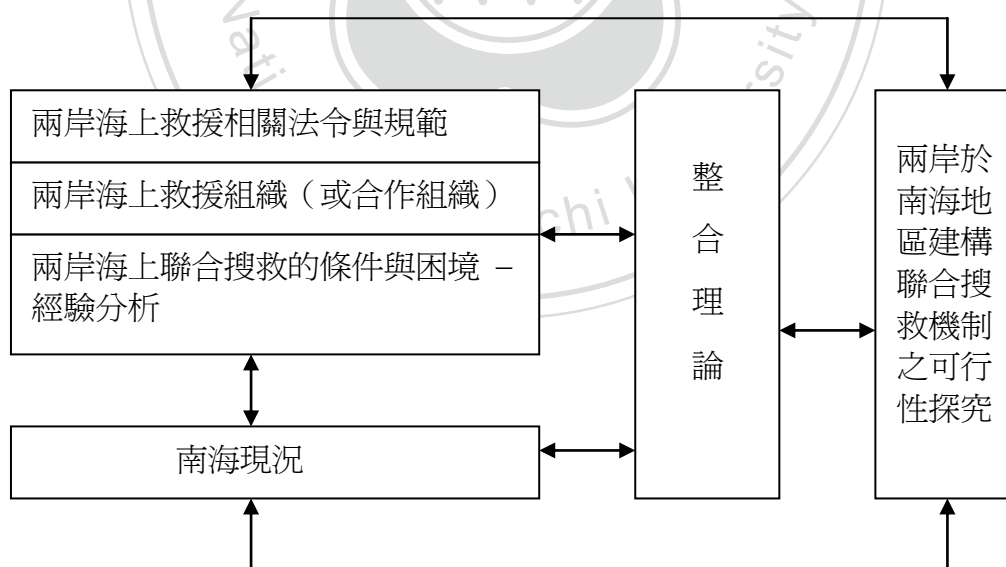 兩岸海上救援相關法令與規範
兩岸海上救援組織（或合作組織）
兩岸海上聯合搜救的條件與困境 –
經驗分析
南海現況
整
合
理
論
兩岸於
南海地
區建構
聯合搜
救機制
之可行
性探究